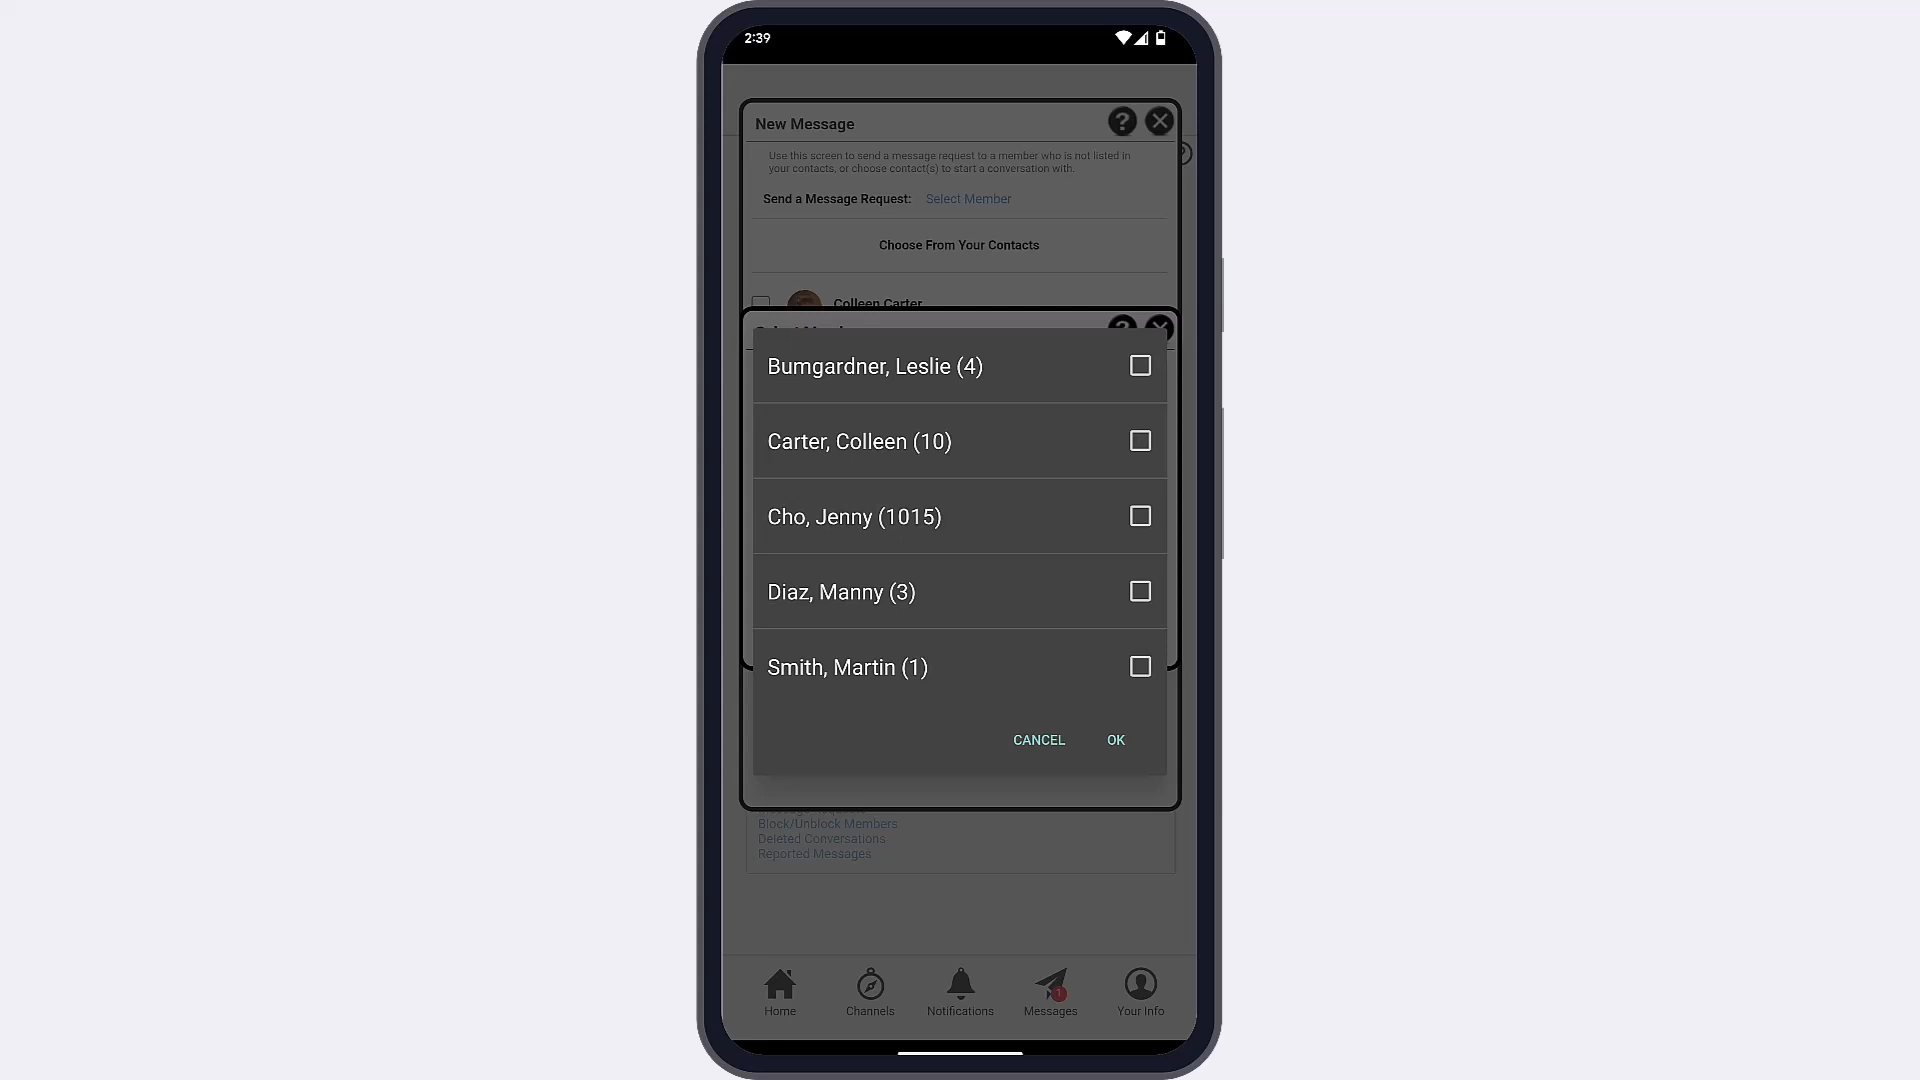 2:39
New Message
Use this screen to send a message request to a member who is not listed in
your contacts, or choose contact(s) to start a conversation with.
Send a Message Request: Select Member
Choose From Your Contacts
Colleen Carter
Bumgardner, Leslie (4)
Carter, Colleen (10)
Cho, Jenny (1015)
Diaz, Manny (3)
Smith, Martin (1)
CANCEL OK
Block/Unblock Members
Deleted Conversations
Reported Messages
1
Home Channels Notifications Messages Your Info